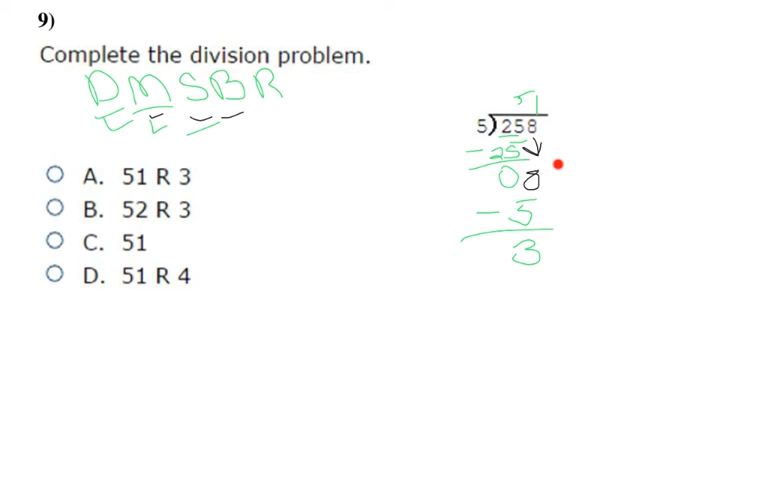 9)
Complete the division problem.
D M S B R
51
5)258
-25
08
-5
3
A. 51 R 3
B. 52 R 3
C. 51
D. 51 R 4